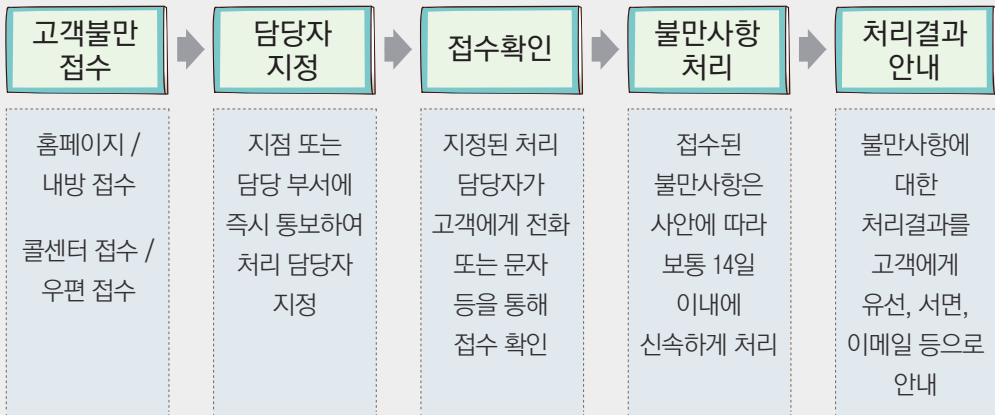 고객불만
접수
담당자
지정
접수확인
불만사항
처리
처리결과
안내
홈페이지 /
내방 접수
콜센터 접수 /
우편 접수
지점 또는
담당 부서에
즉시 통보하여
처리 담당자
지정
지정된 처리
담당자가
고객에게 전화
또는 문자
등을 통해
접수 확인
접수된
불만사항은
사안에 따라
보통 14일
이내에
신속하게 처리
불만사항에
대한
처리결과를
고객에게
유선, 서면,
이메일 등으로
안내